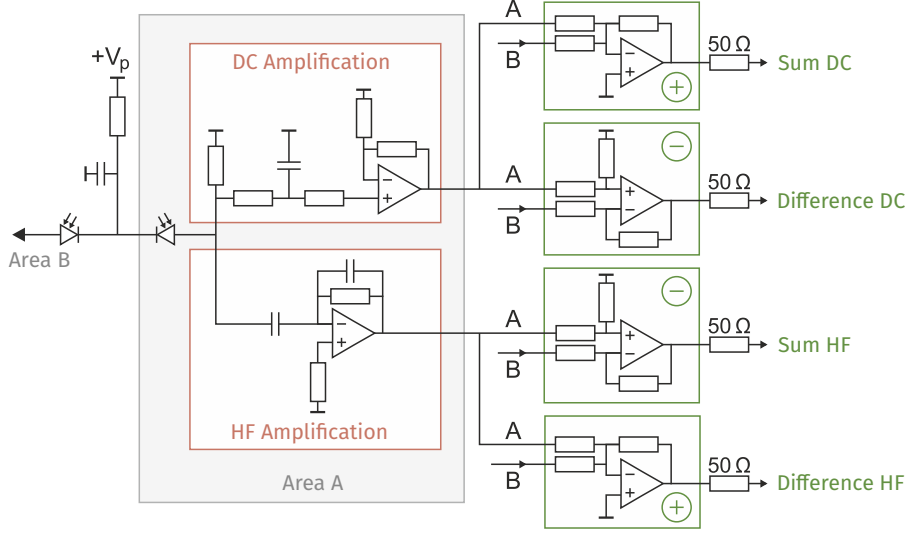 +Vp
DC Amplification
−
+
Area B
−
+
HF Amplification
Area A
A
B
−
+
+
50 Ω
Sum DC
A
B
+
−
−
50 Ω
Difference DC
A
B
+
−
−
50 Ω
Sum HF
A
B
−
+
+
50 Ω
Difference HF